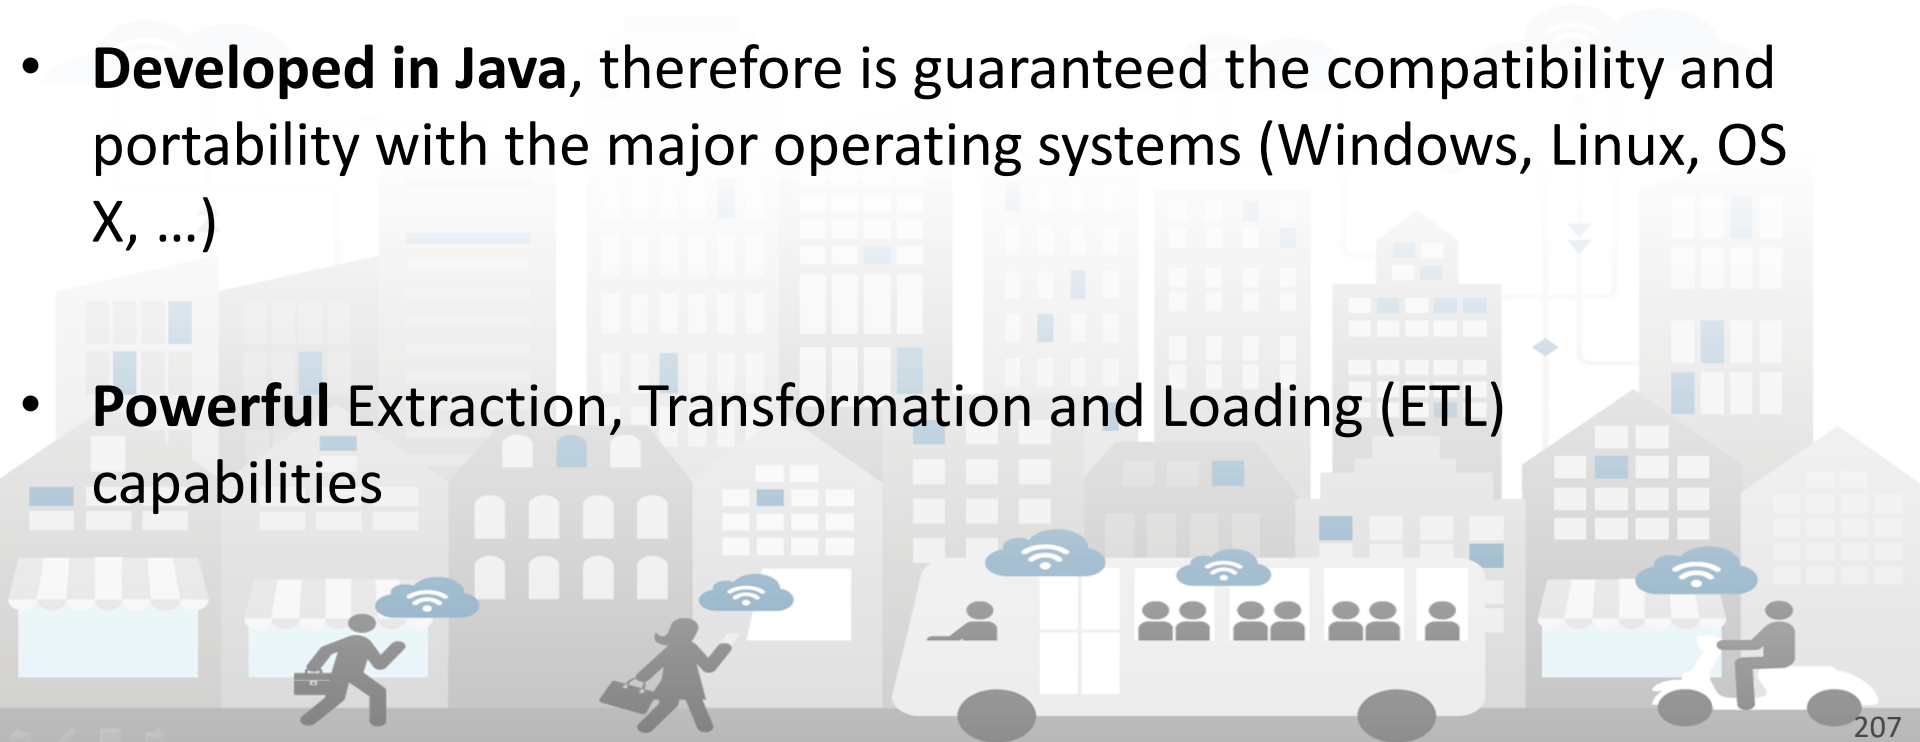 • Developed in Java, therefore is guaranteed the compatibility and
portability with the major operating systems (Windows, Linux, OS
X, …)
• Powerful Extraction, Transformation and Loading (ETL)
capabilities
207